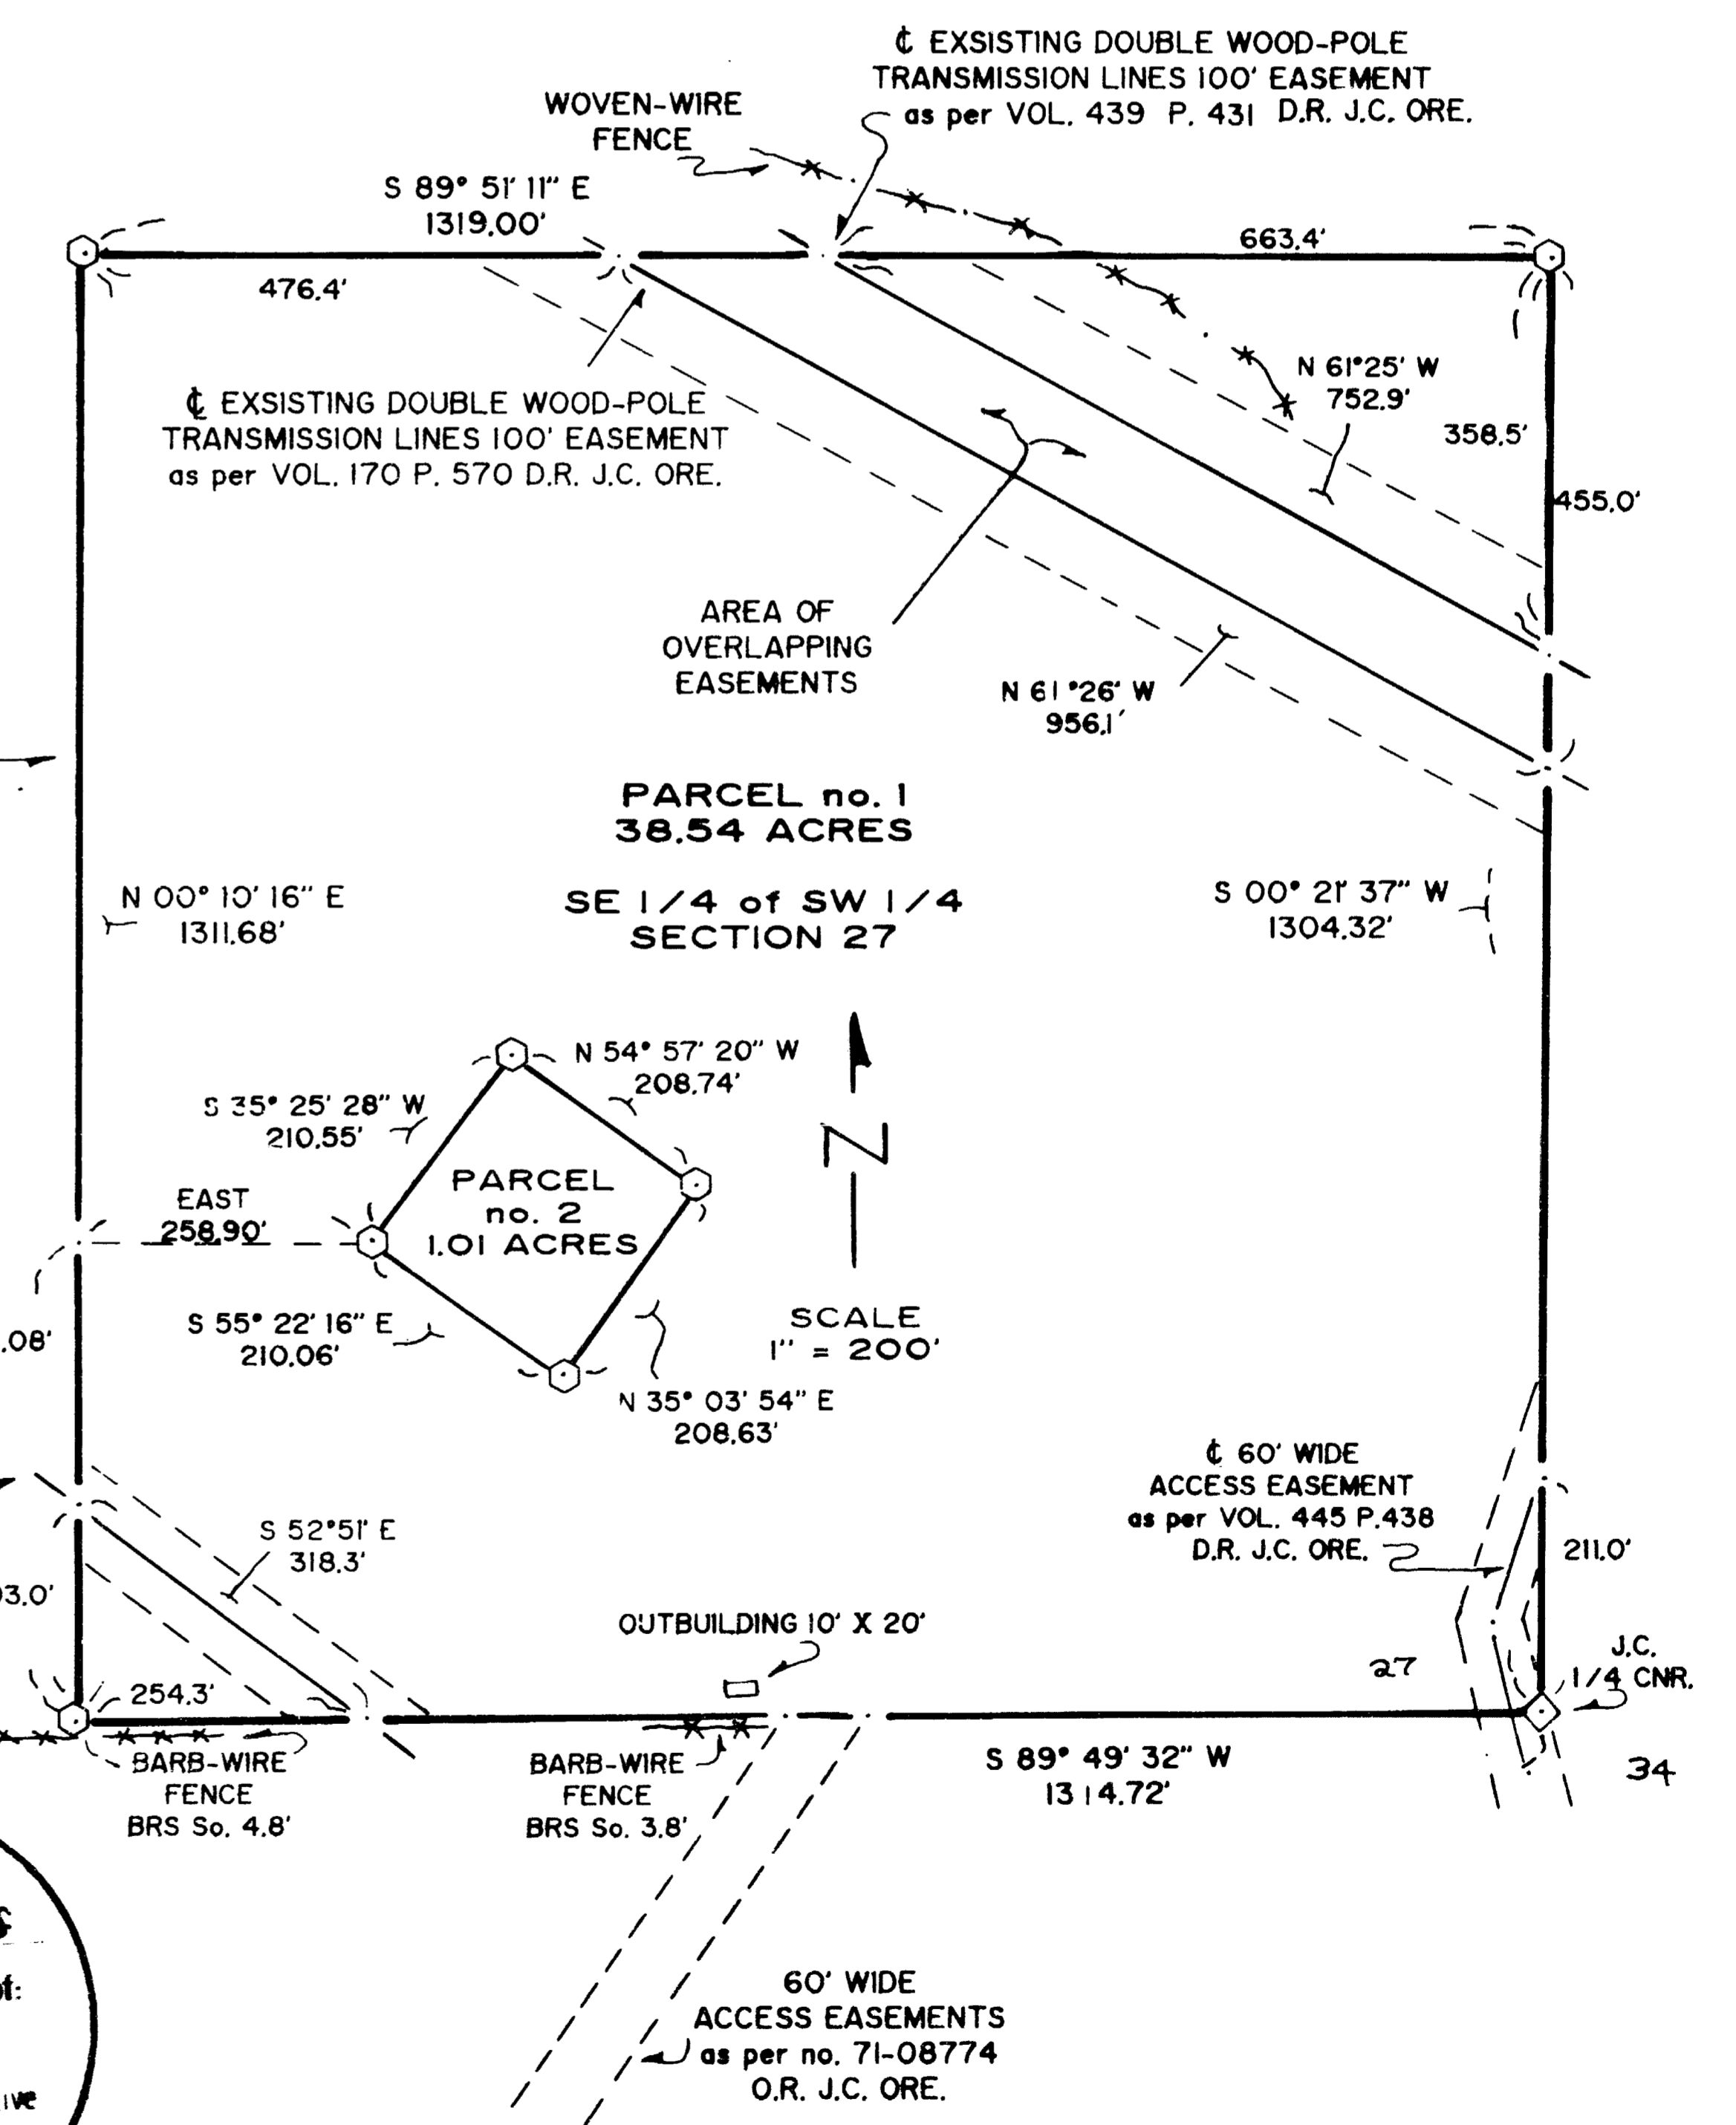 ℄ EXSISTING DOUBLE WOOD-POLE
TRANSMISSION LINES 100' EASEMENT
as per VOL. 439 P. 431 D.R. J.C. ORE.
WOVEN-WIRE
FENCE
S 89° 51' 11" E
1319.00'
663.4'
476.4'
N 61°25' W
752.9'
358.5'
455.0'
℄ EXSISTING DOUBLE WOOD-POLE
TRANSMISSION LINES 100' EASEMENT
as per VOL. 170 P. 570 D.R. J.C. ORE.
AREA OF
OVERLAPPING
EASEMENTS
N 61°26' W
956.1'
PARCEL no. 1
38.54 ACRES
SE 1/4 of SW 1/4
SECTION 27
N 00° 10' 16" E
1311.68'
S 00° 21' 37" W
1304.32'
N 54° 57' 20" W
208.74'
S 35° 25' 28" W
210.55'
PARCEL
no. 2
1.01 ACRES
N
EAST
258.90'
S 55° 22' 16" E
210.06'
SCALE
1" = 200'
.08'
N 35° 03' 54" E
208.63'
℄ 60' WIDE
ACCESS EASEMENT
as per VOL. 445 P.438
D.R. J.C. ORE.
211.0'
S 52°51' E
318.3'
03.0'
OUTBUILDING 10' X 20'
27
J.C.
1/4 CNR.
254.3'
BARB-WIRE
FENCE
BRS So. 4.8'
BARB-WIRE
FENCE
BRS So. 3.8'
S 89° 49' 32" W
1314.72'
34
of:
ive
60' WIDE
ACCESS EASEMENTS
as per no. 71-08774
O.R. J.C. ORE.